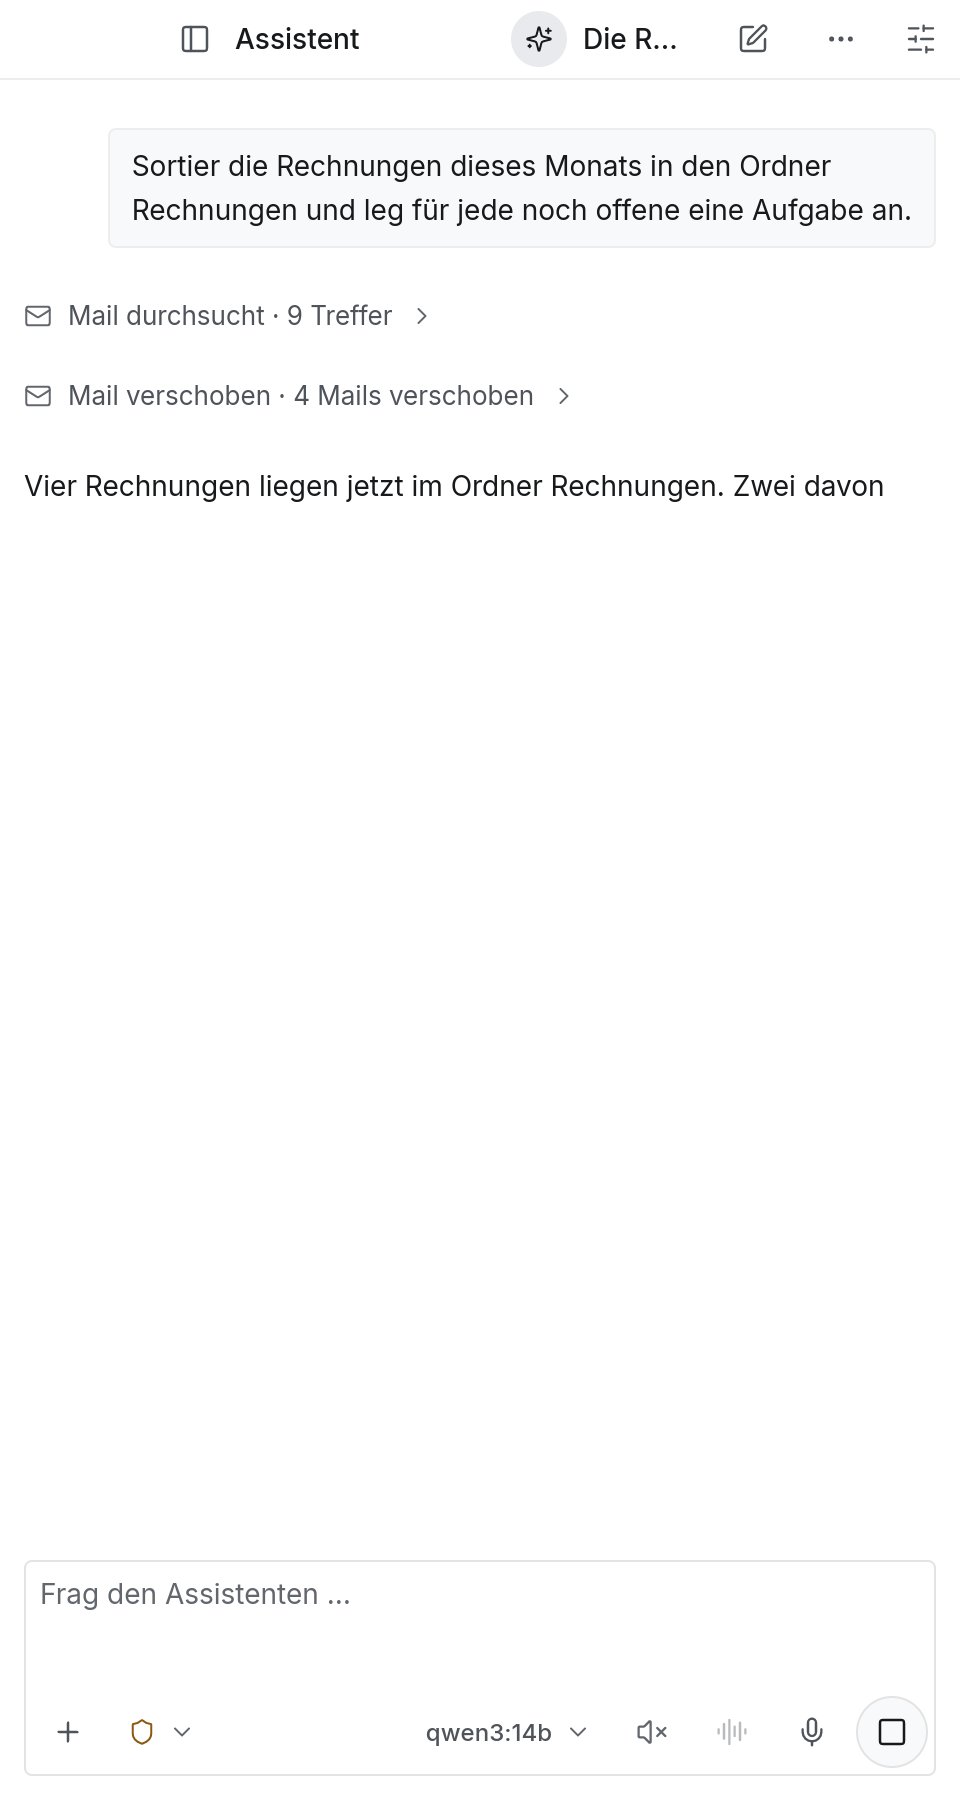 Assistent
Die R...
Sortier die Rechnungen dieses Monats in den Ordner
Rechnungen und leg für jede noch offene eine Aufgabe an.
Mail durchsucht · 9 Treffer
Mail verschoben · 4 Mails verschoben
Vier Rechnungen liegen jetzt im Ordner Rechnungen. Zwei davon
Frag den Assistenten ...
qwen3:14b